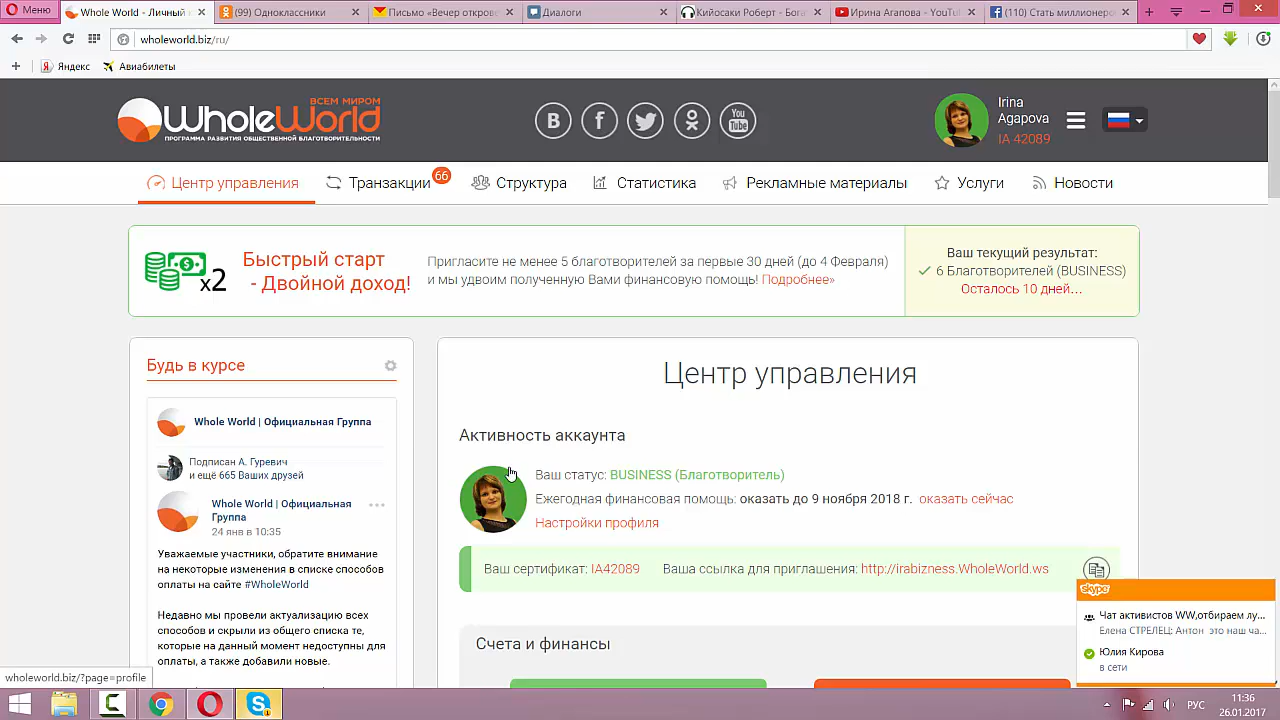 Меню
Whole World - Личный
(99) Одноклассники
Письмо «Вечер откров
Диалоги
Кийосаки Роберт - Бога
Ирина Агапова - YouTu
(110) Стать миллионер
wholeworld.biz/ru/
Яндекс
Авиабилеты
ВСЕМ МИРОМ
WholeWorld
ПРОГРАММА РАЗВИТИЯ ОБЩЕСТВЕННОЙ БЛАГОТВОРИТЕЛЬНОСТИ
B f You Tube
Irina
Agapova
IA 42089
Центр управления
Транзакции 66
Структура
Статистика
Рекламные материалы
Услуги
Новости
x2
Быстрый старт
- Двойной доход!
Пригласите не менее 5 благотворителей за первые 30 дней (до 4 Февраля)
и мы удвоим полученную Вами финансовую помощь! Подробнее»
Ваш текущий результат:
6 Благотворителей (BUSINESS)
Осталось 10 дней...
Будь в курсе
Whole World | Официальная Группа
Подписан А. Гуревич
и ещё 665 Ваших друзей
Whole World | Официальная
Группа
24 янв в 10:35
Уважаемые участники, обратите внимание
на некоторые изменения в списке способов
оплаты на сайте #WholeWorld
Недавно мы провели актуализацию всех
способов и скрыли из общего списка те,
которые на данный момент недоступны для
оплаты, а также добавили новые.
Центр управления
Активность аккаунта
Ваш статус: BUSINESS (Благотворитель)
Ежегодная финансовая помощь: оказать до 9 ноября 2018 г. оказать сейчас
Настройки профиля
Ваш сертификат: IA42089
Ваша ссылка для приглашения: http://irabizness.WholeWorld.ws
Счета и финансы
skype
Чат активистов WW,отбираем лу...
Елена СТРЕЛЕЦ: Антон это наш ча...
Юлия Кирова
в сети
wholeworld.biz/?page=profile
РУС
11:36
26.01.2017